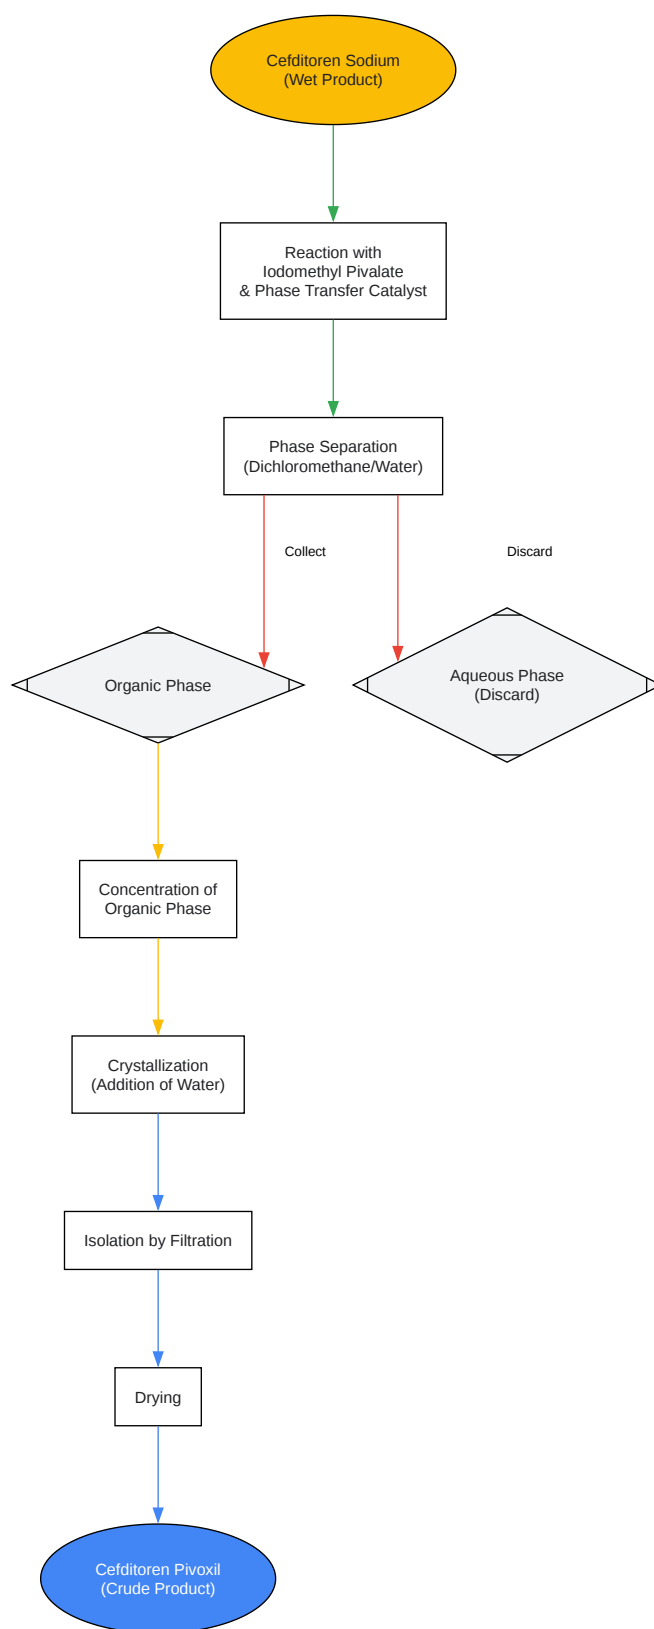 Cefditoren Sodium
(Wet Product)
Reaction with
Iodomethyl Pivalate
& Phase Transfer Catalyst
Phase Separation
(Dichloromethane/Water)
Collect
Discard
Organic Phase
Aqueous Phase
(Discard)
Concentration of
Organic Phase
Crystallization
(Addition of Water)
Isolation by Filtration
Drying
Cefditoren Pivoxil
(Crude Product)